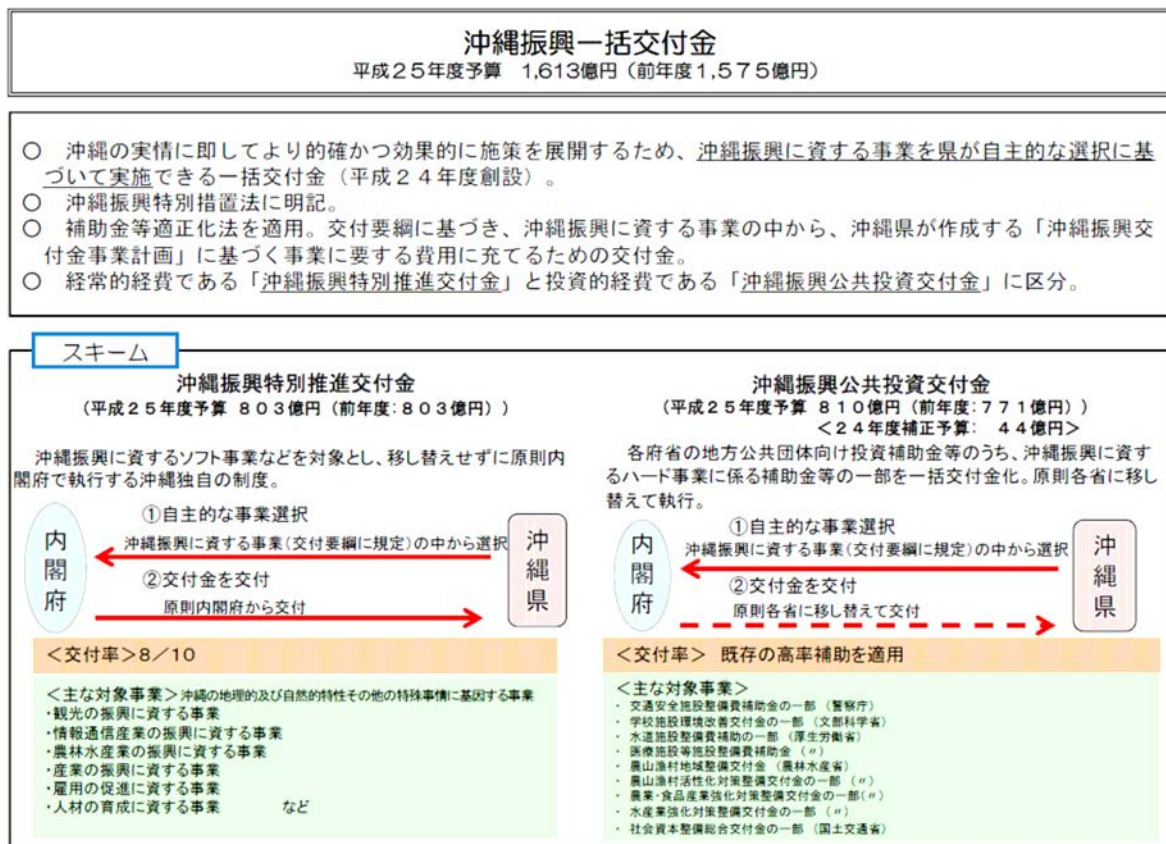 沖縄振興一括交付金
平成２５年度予算　1,613億円（前年度1,575億円）
○　沖縄の実情に即してより的確かつ効果的に施策を展開するため、沖縄振興に資する事業を県が自主的な選択に基
づいて実施できる一括交付金（平成２４年度創設）。
○　沖縄振興特別措置法に明記。
○　補助金等適正化法を適用。交付要綱に基づき、沖縄振興に資する事業の中から、沖縄県が作成する「沖縄振興交
付金事業計画」に基づく事業に要する費用に充てるための交付金。
○　経常的経費である「沖縄振興特別推進交付金」と投資的経費である「沖縄振興公共投資交付金」に区分。
スキーム
沖縄振興特別推進交付金
（平成２５年度予算 ８０３億円（前年度：８０３億円））
沖縄振興に資するソフト事業などを対象とし、移し替えせずに原則内
閣府で執行する沖縄独自の制度。
①自主的な事業選択
沖縄振興に資する事業（交付要綱に規定）の中から選択
内閣府
沖縄県
②交付金を交付
原則内閣府から交付
＜交付率＞８／１０
＜主な対象事業＞沖縄の地理的及び自然的特性その他の特殊事情に基因する事業
・観光の振興に資する事業
・情報通信産業の振興に資する事業
・農林水産業の振興に資する事業
・産業の振興に資する事業
・雇用の促進に資する事業
・人材の育成に資する事業　　　など
沖縄振興公共投資交付金
（平成２５年度予算 ８１０億円（前年度：７７１億円））
＜２４年度補正予算：　４４億円＞
各府省の地方公共団体向け投資補助金等のうち、沖縄振興に資す
るハード事業に係る補助金等の一部を一括交付金化。原則各省に移し
替えて執行。
①自主的な事業選択
沖縄振興に資する事業（交付要綱に規定）の中から選択
内閣府
沖縄県
②交付金を交付
原則各省に移し替えて交付
＜交付率＞　既存の高率補助を適用
＜主な対象事業＞
・ 交通安全施設整備費補助金の一部（警察庁）
・ 学校施設環境改善交付金の一部（文部科学省）
・ 水道施設整備費補助の一部（厚生労働省）
・ 医療施設等施設整備費補助金（〃）
・ 農山漁村地域整備交付金（農林水産省）
・ 農山漁村活性化対策整備交付金の一部（〃）
・ 農業・食品産業強化対策整備交付金の一部（〃）
・ 水産業強化対策整備交付金の一部（〃）
・ 社会資本整備総合交付金の一部（国土交通省）